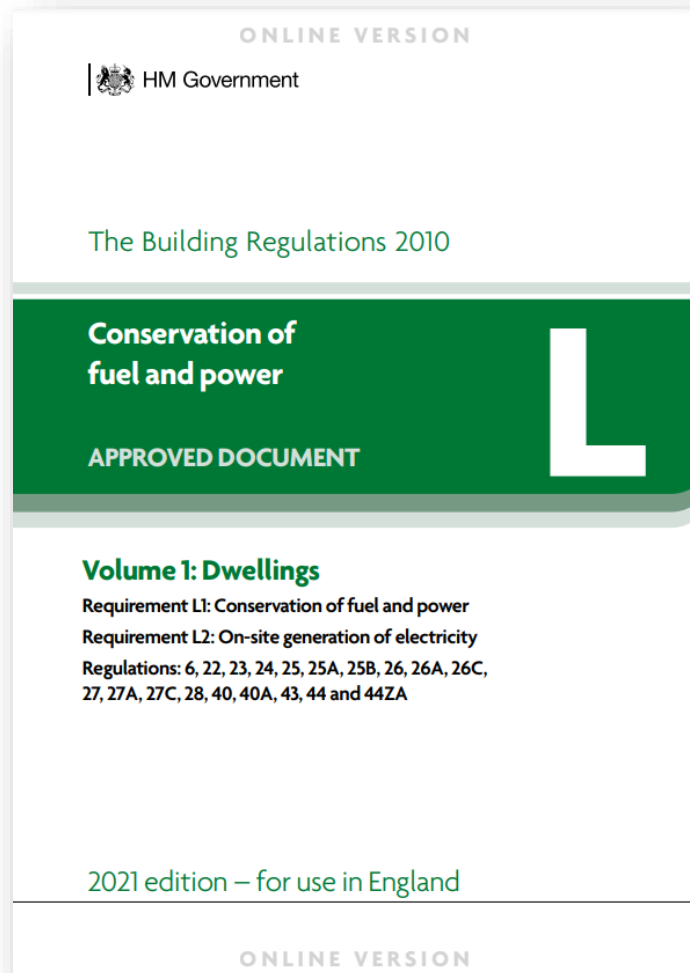 ONLINE VERSION
HM Government
The Building Regulations 2010
Conservation of
fuel and power
L
APPROVED DOCUMENT
Volume 1: Dwellings
Requirement L1: Conservation of fuel and power
Requirement L2: On-site generation of electricity
Regulations: 6, 22, 23, 24, 25, 25A, 25B, 26, 26A, 26C,
27, 27A, 27C, 28, 40, 40A, 43, 44 and 44ZA
2021 edition – for use in England
ONLINE VERSION